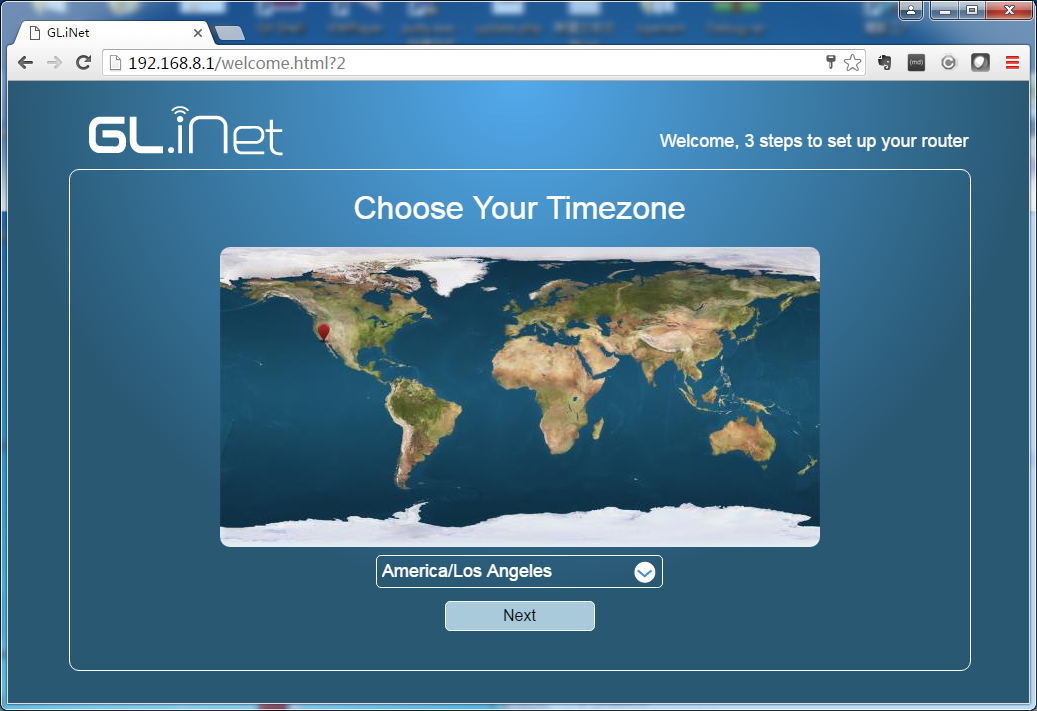 GL.iNet
192.168.8.1/welcome.html?2
(md)
GL.iNet
Welcome, 3 steps to set up your router
Choose Your Timezone
America/Los Angeles
Next